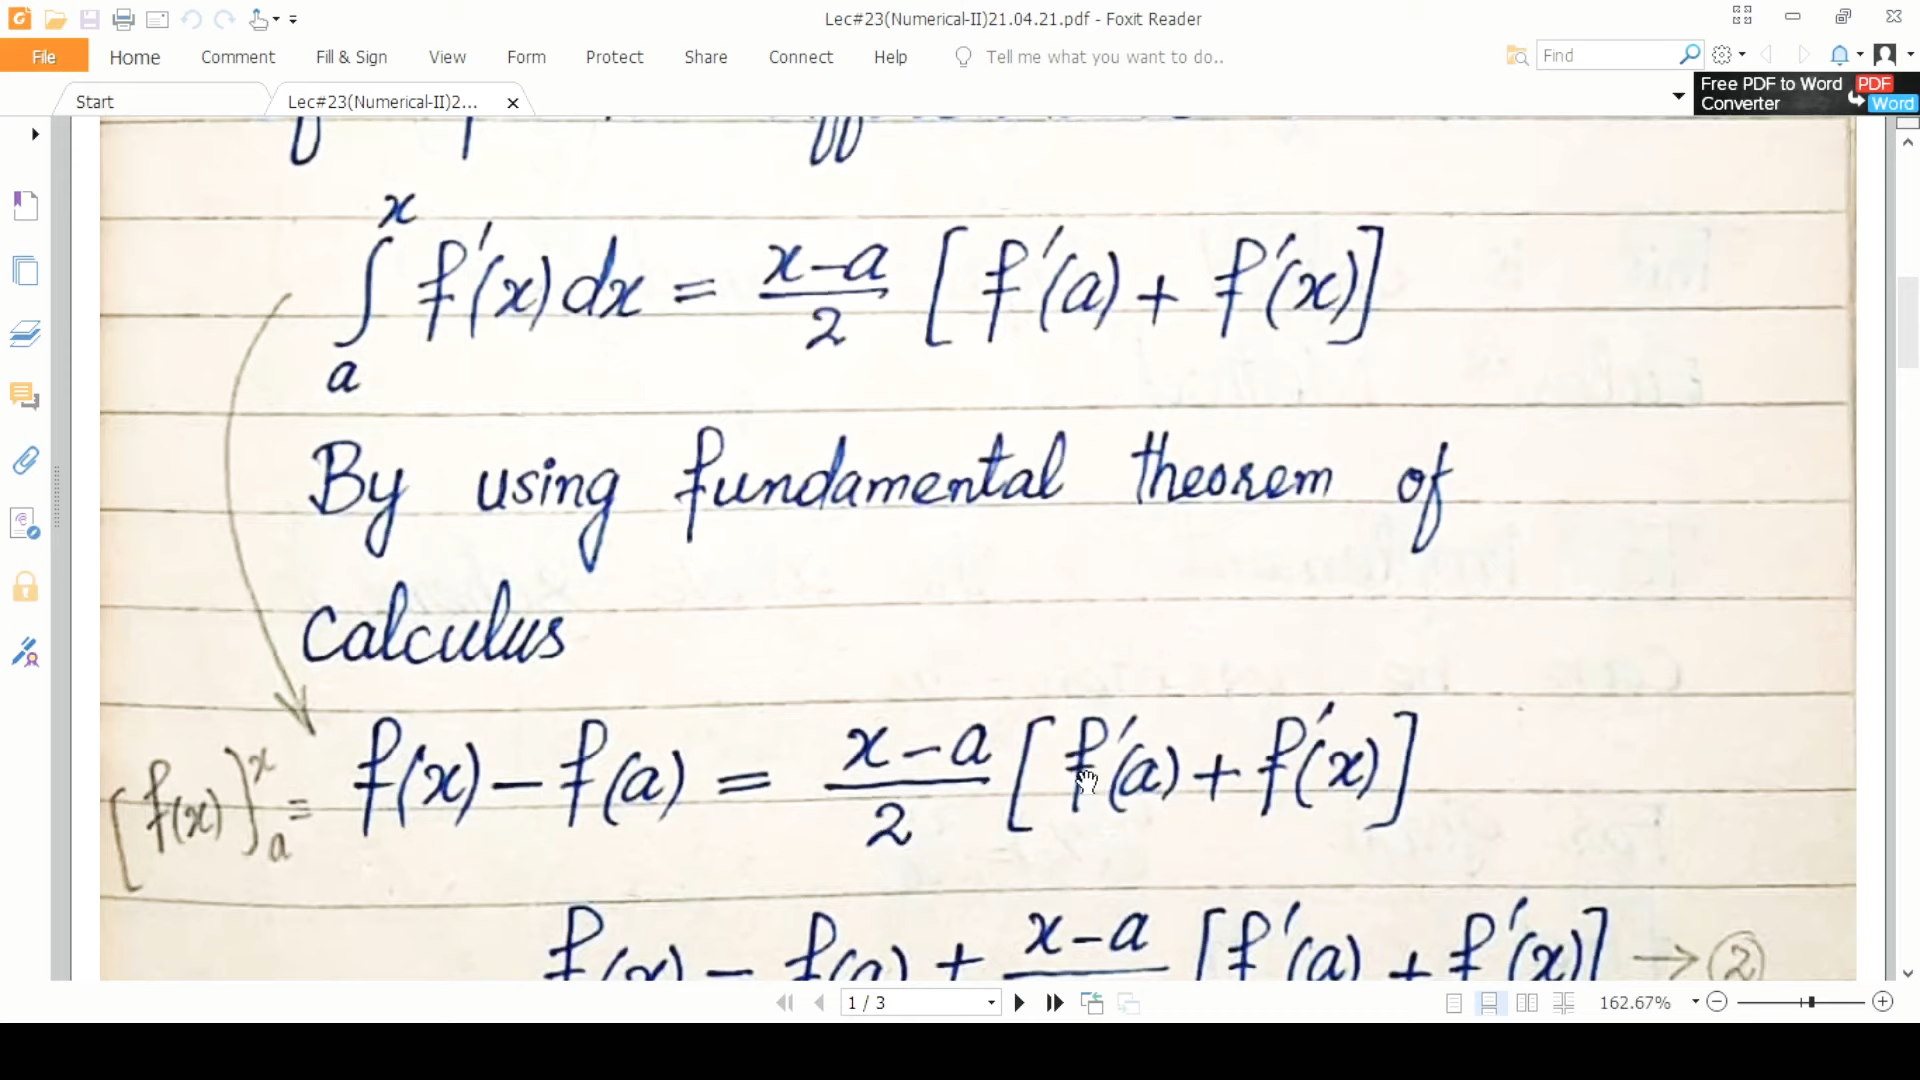 Lec#23(Numerical-II)21.04.21.pdf - Foxit Reader
File Home Comment Fill & Sign View Form Protect Share Connect Help Tell me what you want to do.. Find
Start Lec#23(Numerical-II)2...
Free PDF to Word Converter PDF Word
∫ₐˣ f′(x)dx = (x-a)/2 [f′(a) + f′(x)]
By using fundamental theorem of
Calculus
[f(x)]ₐˣ = f(x) - f(a) = (x-a)/2 [f′(a) + f′(x)]
f(x) = f(a) + x-a [f′(a) + f′(x)] → ②
1 / 3 162.67%